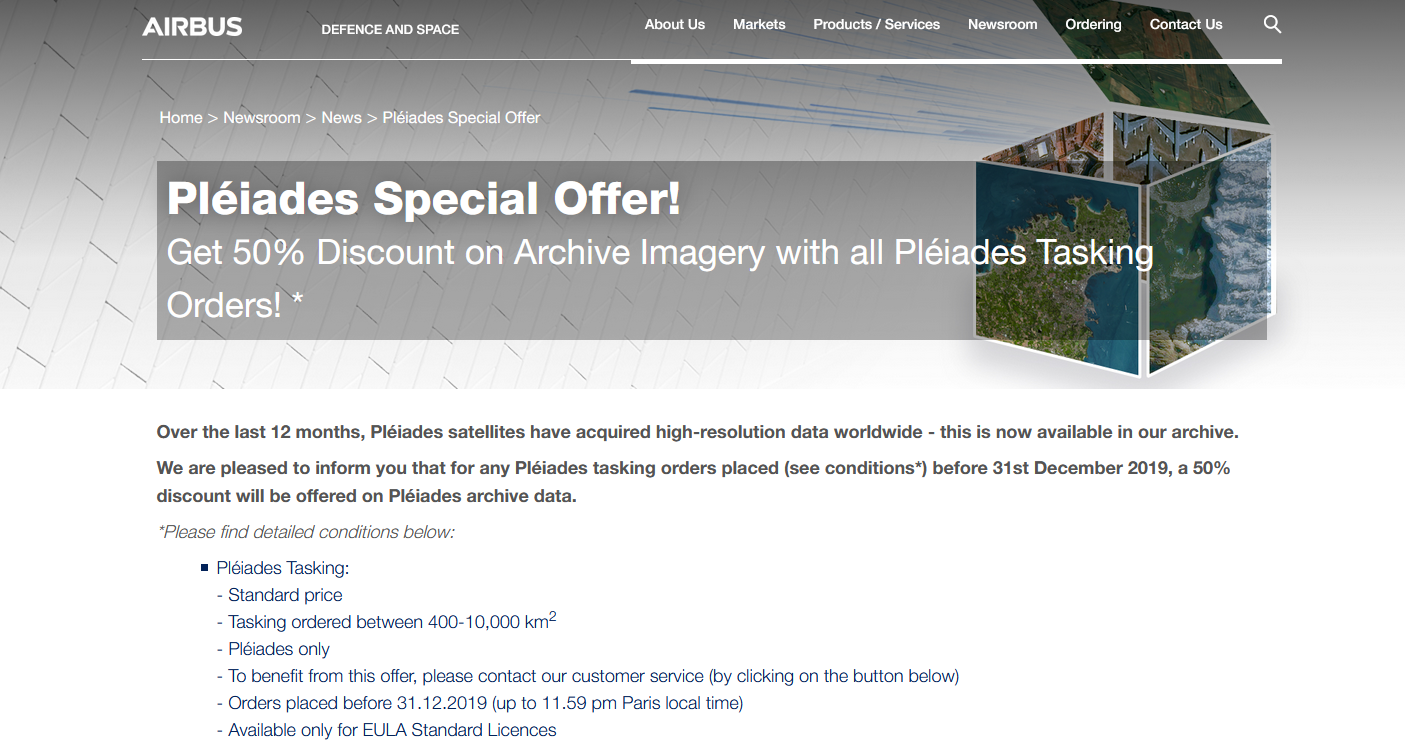 AIRBUS
DEFENCE AND SPACE
About Us
Markets
Products / Services
Newsroom
Ordering
Contact Us
Home > Newsroom > News > Pléiades Special Offer
Pléiades Special Offer!
Get 50% Discount on Archive Imagery with all Pléiades Tasking
Orders! *
Over the last 12 months, Pléiades satellites have acquired high-resolution data worldwide - this is now available in our archive.
We are pleased to inform you that for any Pléiades tasking orders placed (see conditions*) before 31st December 2019, a 50%
discount will be offered on Pléiades archive data.
*Please find detailed conditions below:
▪ Pléiades Tasking:
- Standard price
- Tasking ordered between 400-10,000 km²
- Pléiades only
- To benefit from this offer, please contact our customer service (by clicking on the button below)
- Orders placed before 31.12.2019 (up to 11.59 pm Paris local time)
- Available only for EULA Standard Licences